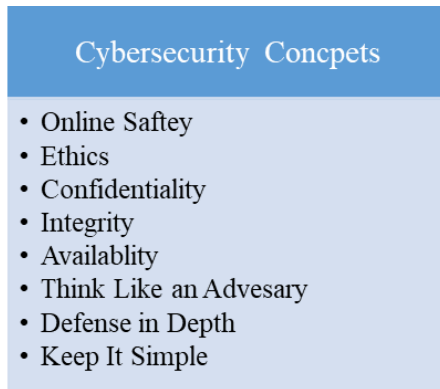 Cybersecurity Concpets
• Online Saftey
• Ethics
• Confidentiality
• Integrity
• Availablity
• Think Like an Advesary
• Defense in Depth
• Keep It Simple